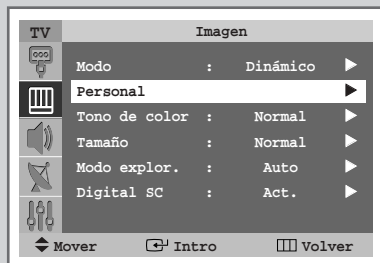 TV Imagen
Modo : Dinámico
Personal
Tono de color : Normal
Tamaño : Normal
Modo explor. : Auto
Digital SC : Act.
Mover Intro Volver